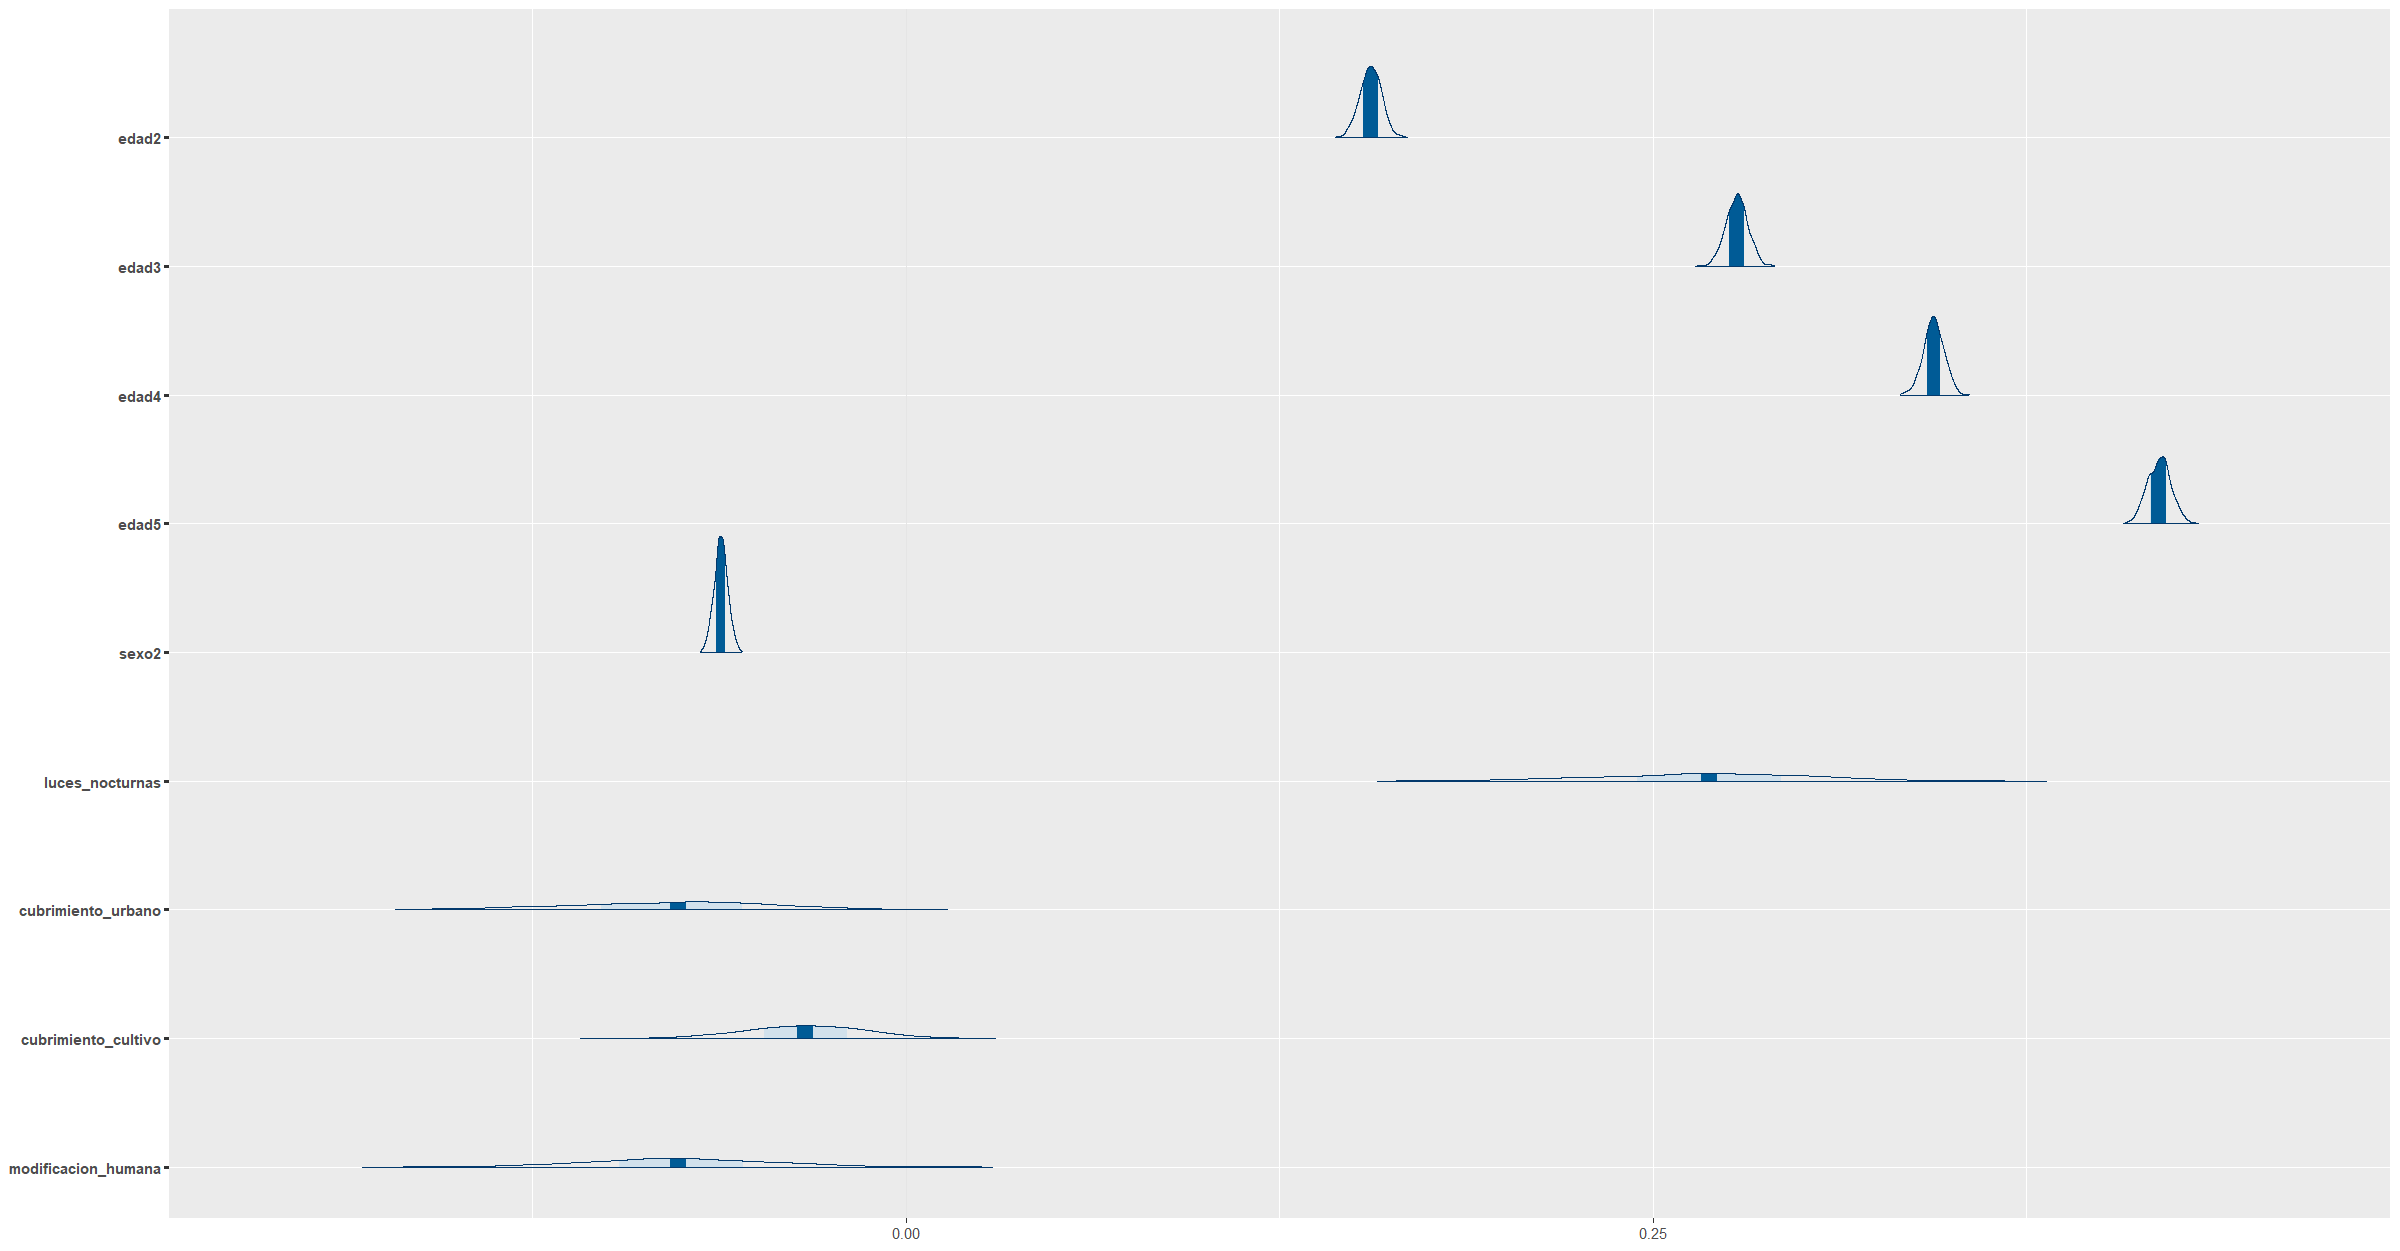 edad2
edad3
edad4
edad5
sexo2
luces_nocturnas
cubrimiento_urbano
cubrimiento_cultivo
modificacion_humana
0.00
0.25